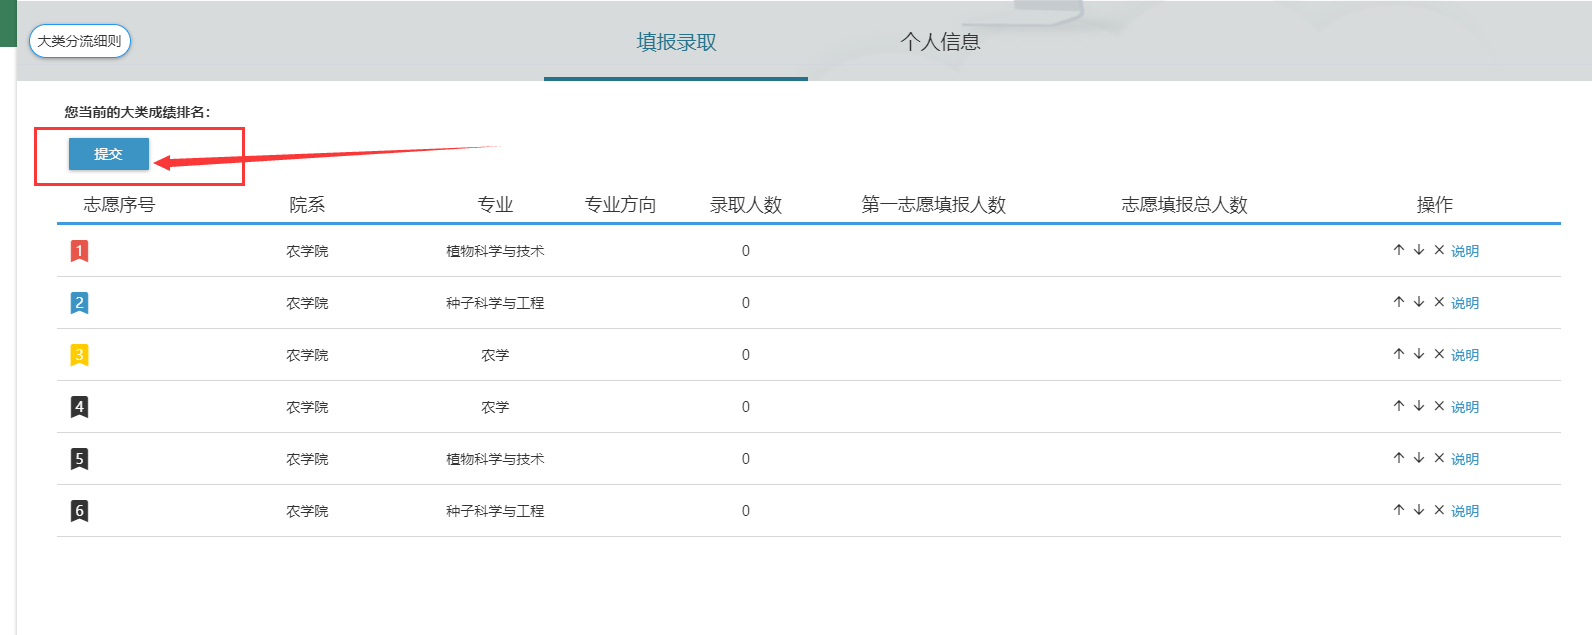 大类分流细则
填报录取 个人信息
您当前的大类成绩排名：
提交
志愿序号 院系 专业 专业方向 录取人数 第一志愿填报人数 志愿填报总人数 操作
1 农学院 植物科学与技术 0 ↑ ↓ × 说明
2 农学院 种子科学与工程 0 ↑ ↓ × 说明
3 农学院 农学 0 ↑ ↓ × 说明
4 农学院 农学 0 ↑ ↓ × 说明
5 农学院 植物科学与技术 0 ↑ ↓ × 说明
6 农学院 种子科学与工程 0 ↑ ↓ × 说明